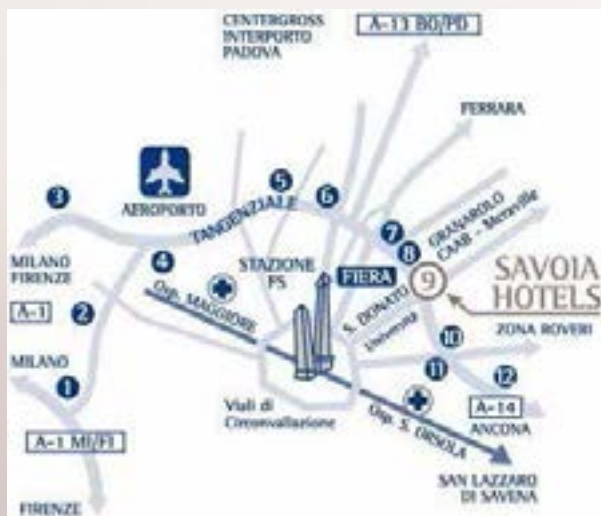 CENTERGROSS
INTERPORTO
PADOVA
A-13 BO/PD
FERRARA
3
AEROPORTO
5
6
TANGENZIALE
7
8
GRANAROLO
CAAB - Meraville
MILANO
FIRENZE
4
STAZIONE
FS
FIERA
9
SAVOIA
HOTELS
A-1
2
Osp. MAGGIORE
S. DONATO
Università
10
ZONA ROVERI
MILANO
1
11
12
Viali di
Circonvallazione
Osp. S. ORSOLA
A-14
ANCONA
A-1 MI/FI
SAN LAZZARO
DI SAVENA
FIRENZE